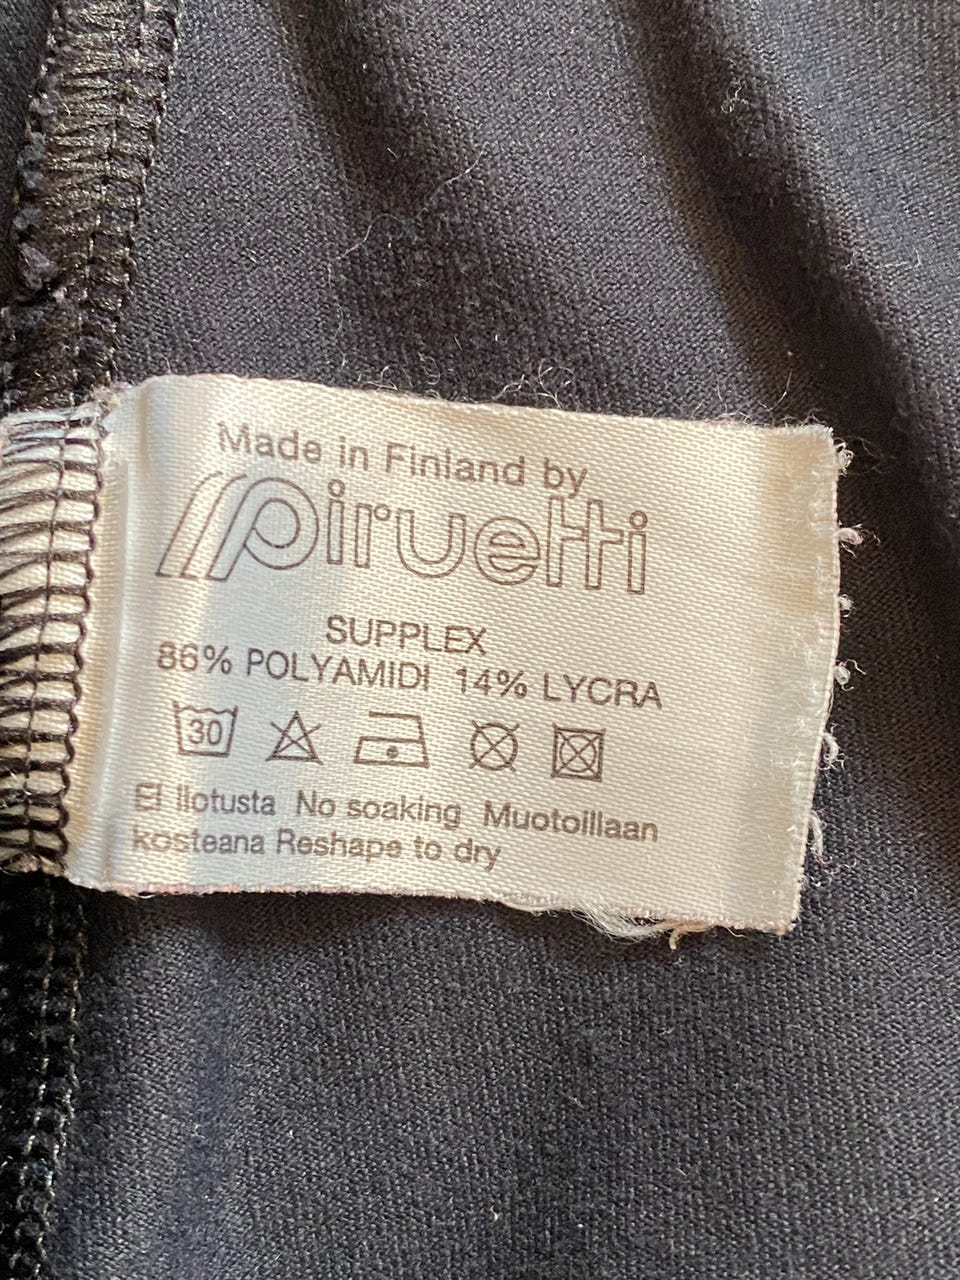 Made in Finland by
Piruetti
SUPPLEX
86% POLYAMIDI 14% LYCRA
30
Ei liotusta No soaking Muotoillaan
kosteana Reshape to dry